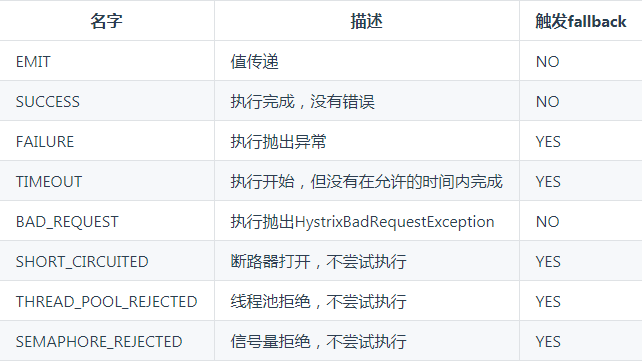 名字 描述 触发fallback
EMIT 值传递 NO
SUCCESS 执行完成，没有错误 NO
FAILURE 执行抛出异常 YES
TIMEOUT 执行开始，但没有在允许的时间内完成 YES
BAD_REQUEST 执行抛出HystrixBadRequestException NO
SHORT_CIRCUITED 断路器打开，不尝试执行 YES
THREAD_POOL_REJECTED 线程池拒绝，不尝试执行 YES
SEMAPHORE_REJECTED 信号量拒绝，不尝试执行 YES